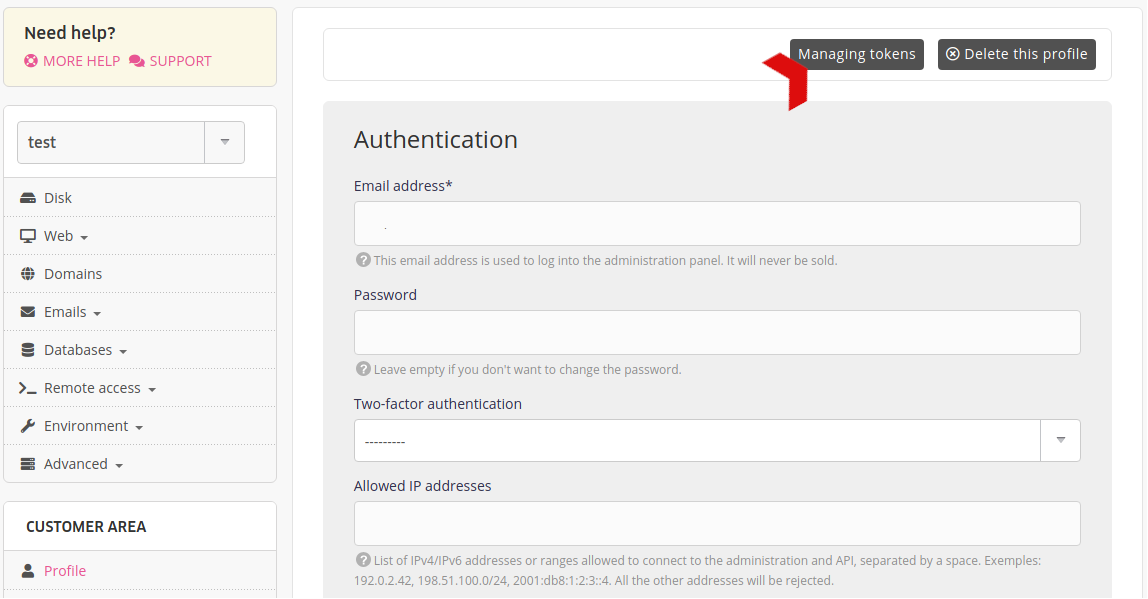 Need help?
MORE HELP SUPPORT
test
Disk
Web
Domains
Emails
Databases
Remote access
Environment
Advanced
CUSTOMER AREA
Profile
Managing tokens
Delete this profile
Authentication
Email address*
.
This email address is used to log into the administration panel. It will never be sold.
Password
Leave empty if you don't want to change the password.
Two-factor authentication
---------
Allowed IP addresses
List of IPv4/IPv6 addresses or ranges allowed to connect to the administration and API, separated by a space. Exemples:
192.0.2.42, 198.51.100.0/24, 2001:db8:1:2:3::4. All the other addresses will be rejected.